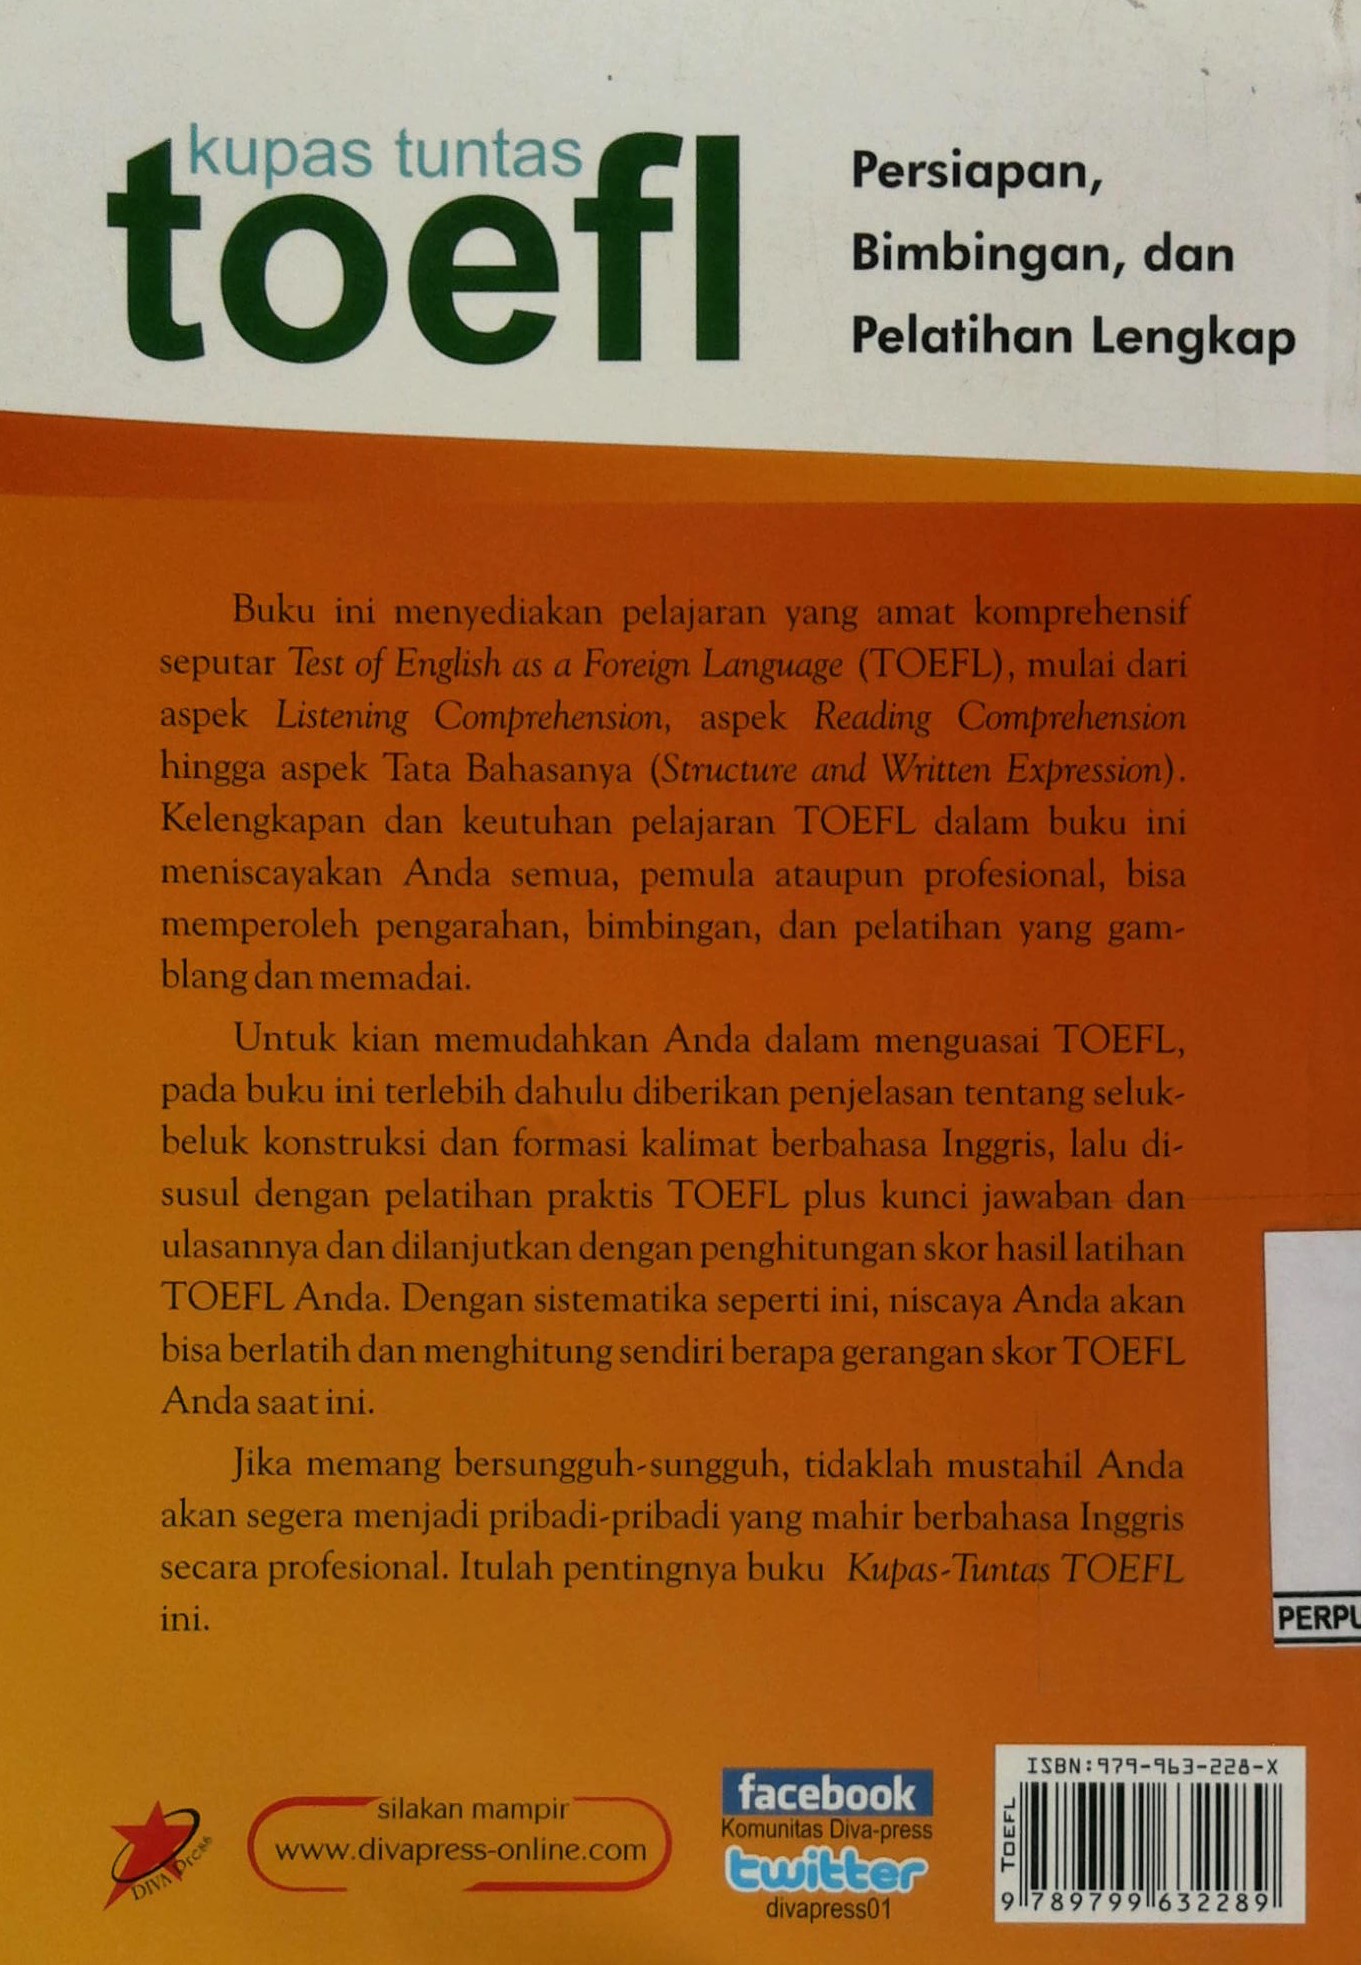 kupas tuntas
toefl
Persiapan,
Bimbingan, dan
Pelatihan Lengkap
Buku ini menyediakan pelajaran yang amat komprehensif
seputar Test of English as a Foreign Language (TOEFL), mulai dari
aspek Listening Comprehension, aspek Reading Comprehension
hingga aspek Tata Bahasanya (Structure and Written Expression).
Kelengkapan dan keutuhan pelajaran TOEFL dalam buku ini
meniscayakan Anda semua, pemula ataupun profesional, bisa
memperoleh pengarahan, bimbingan, dan pelatihan yang gam-
blang dan memadai.
Untuk kian memudahkan Anda dalam menguasai TOEFL,
pada buku ini terlebih dahulu diberikan penjelasan tentang seluk-
beluk konstruksi dan formasi kalimat berbahasa Inggris, lalu di-
susul dengan pelatihan praktis TOEFL plus kunci jawaban dan
ulasannya dan dilanjutkan dengan penghitungan skor hasil latihan
TOEFL Anda. Dengan sistematika seperti ini, niscaya Anda akan
bisa berlatih dan menghitung sendiri berapa gerangan skor TOEFL
Anda saat ini.
Jika memang bersungguh-sungguh, tidaklah mustahil Anda
akan segera menjadi pribadi-pribadi yang mahir berbahasa Inggris
secara profesional. Itulah pentingnya buku Kupas-Tuntas TOEFL
ini.
PERPU
DIVA Press
silakan mampir
www.divapress-online.com
facebook
Komunitas Diva-press
twitter
divapress01
ISBN:979-963-228-X
TOEFL
9 789799 632289